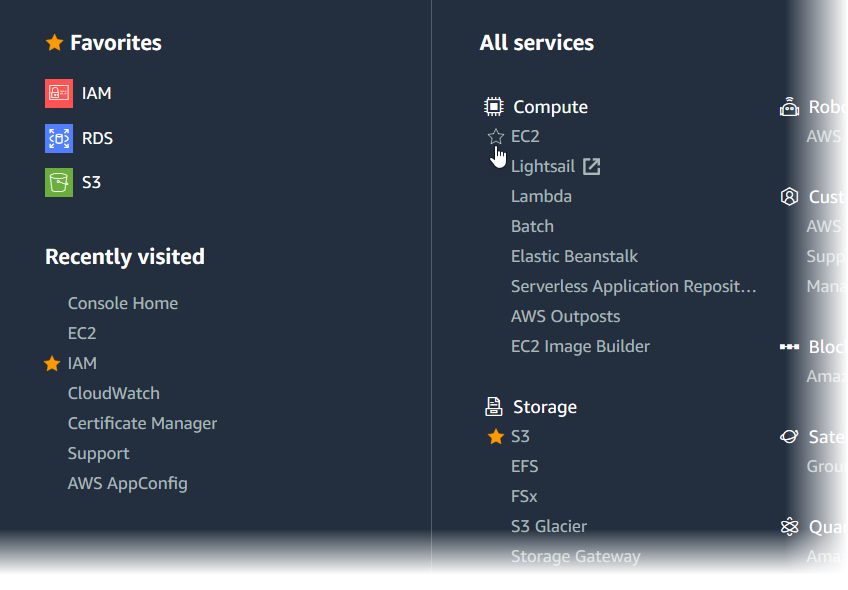 Favorites
IAM
RDS
S3
Recently visited
Console Home
EC2
IAM
CloudWatch
Certificate Manager
Support
AWS AppConfig
All services
Compute
EC2
Lightsail
Lambda
Batch
Elastic Beanstalk
Serverless Application Reposit...
AWS Outposts
EC2 Image Builder
Storage
S3
EFS
FSx
S3 Glacier
Storage Gateway
Robo
AWS
Cust
AWS
Supp
Mana
Bloc
Amaz
Sate
Grou
Quan
Ama